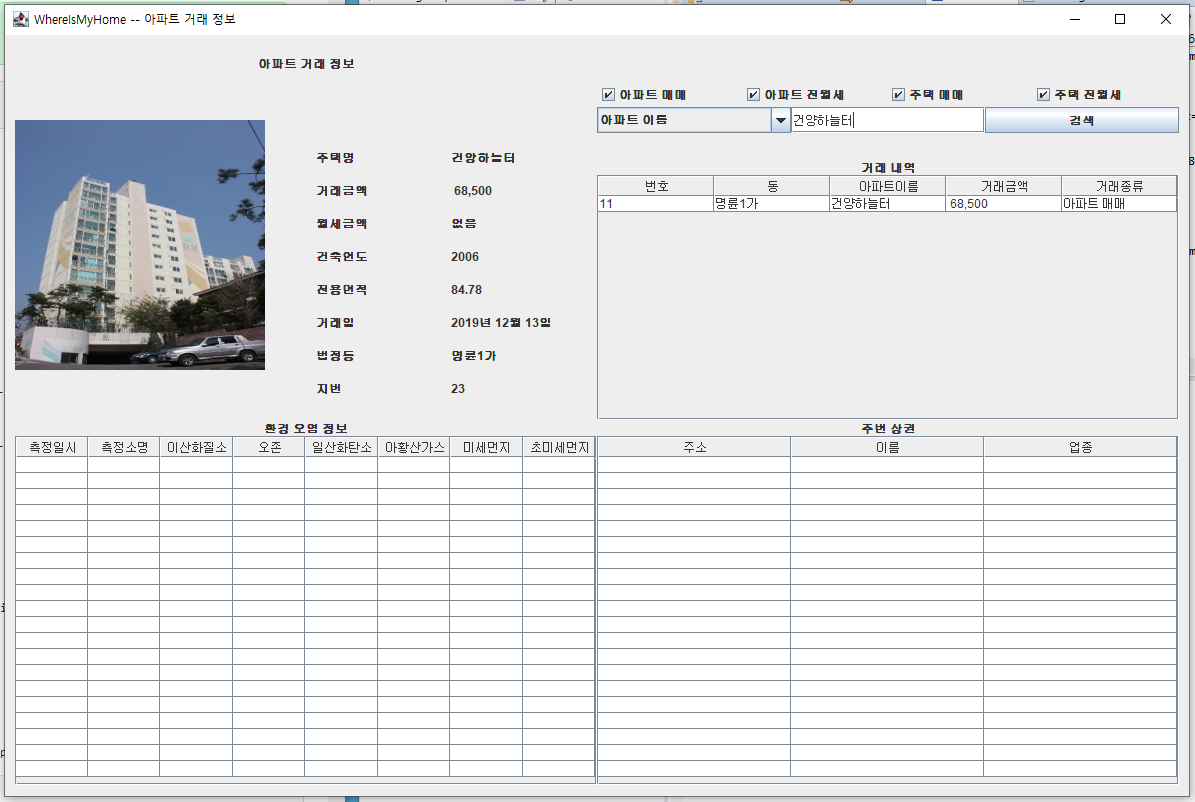 WhereIsMyHome -- 아파트 거래 정보
아파트 거래 정보
아파트 매매 아파트 전월세 주택 매매 주택 전월세
아파트 이름 건양하늘터 검색
주택명 건양하늘터
거래금액 68,500
월세금액 없음
건축연도 2006
전용면적 84.78
거래일 2019년 12월 13일
법정동 명륜1가
지번 23
거래 내역
번호 동 아파트이름 거래금액 거래종류
11 명륜1가 건양하늘터 68,500 아파트 매매
환경 오염 정보
측정일시 측정소명 이산화질소 오존 일산화탄소 아황산가스 미세먼지 초미세먼지
주변 상권
주소 이름 업종